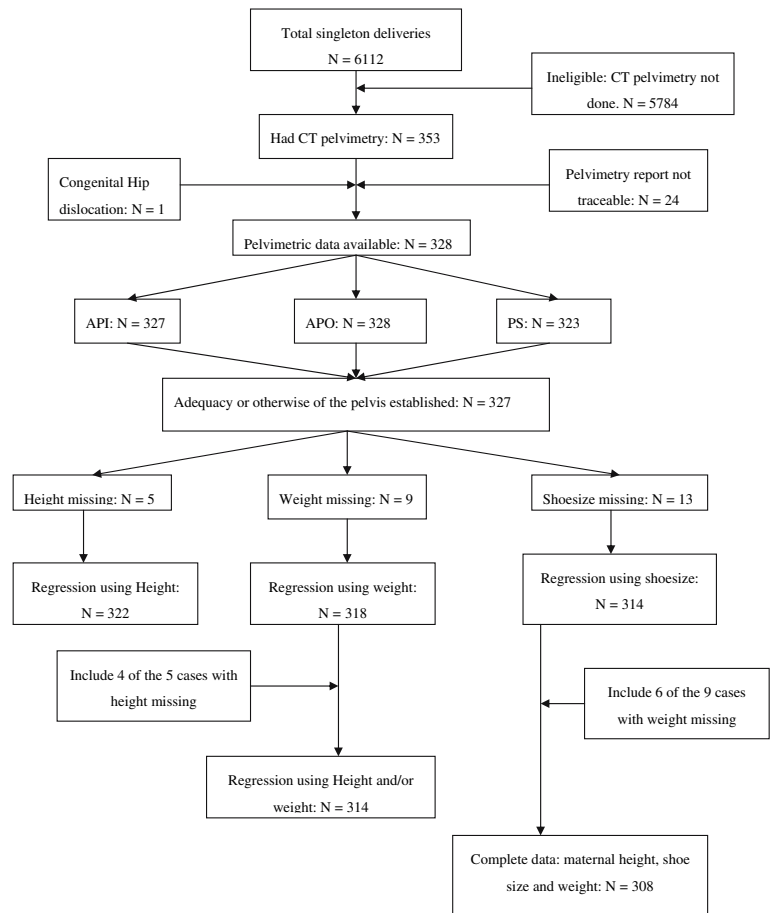 Total singleton deliveries
N = 6112
Ineligible: CT pelvimetry not
done. N = 5784
Had CT pelvimetry: N = 353
Congenital Hip
dislocation: N = 1
Pelvimetry report not
traceable: N = 24
Pelvimetric data available: N = 328
API: N = 327
APO: N = 328
PS: N = 323
Adequacy or otherwise of the pelvis established: N = 327
Height missing: N = 5
Weight missing: N = 9
Shoesize missing: N = 13
Regression using Height:
N = 322
Regression using weight:
N = 318
Regression using shoesize:
N = 314
Include 4 of the 5 cases with
height missing
Include 6 of the 9 cases
with weight missing
Regression using Height and/or
weight: N = 314
Complete data: maternal height, shoe
size and weight: N = 308